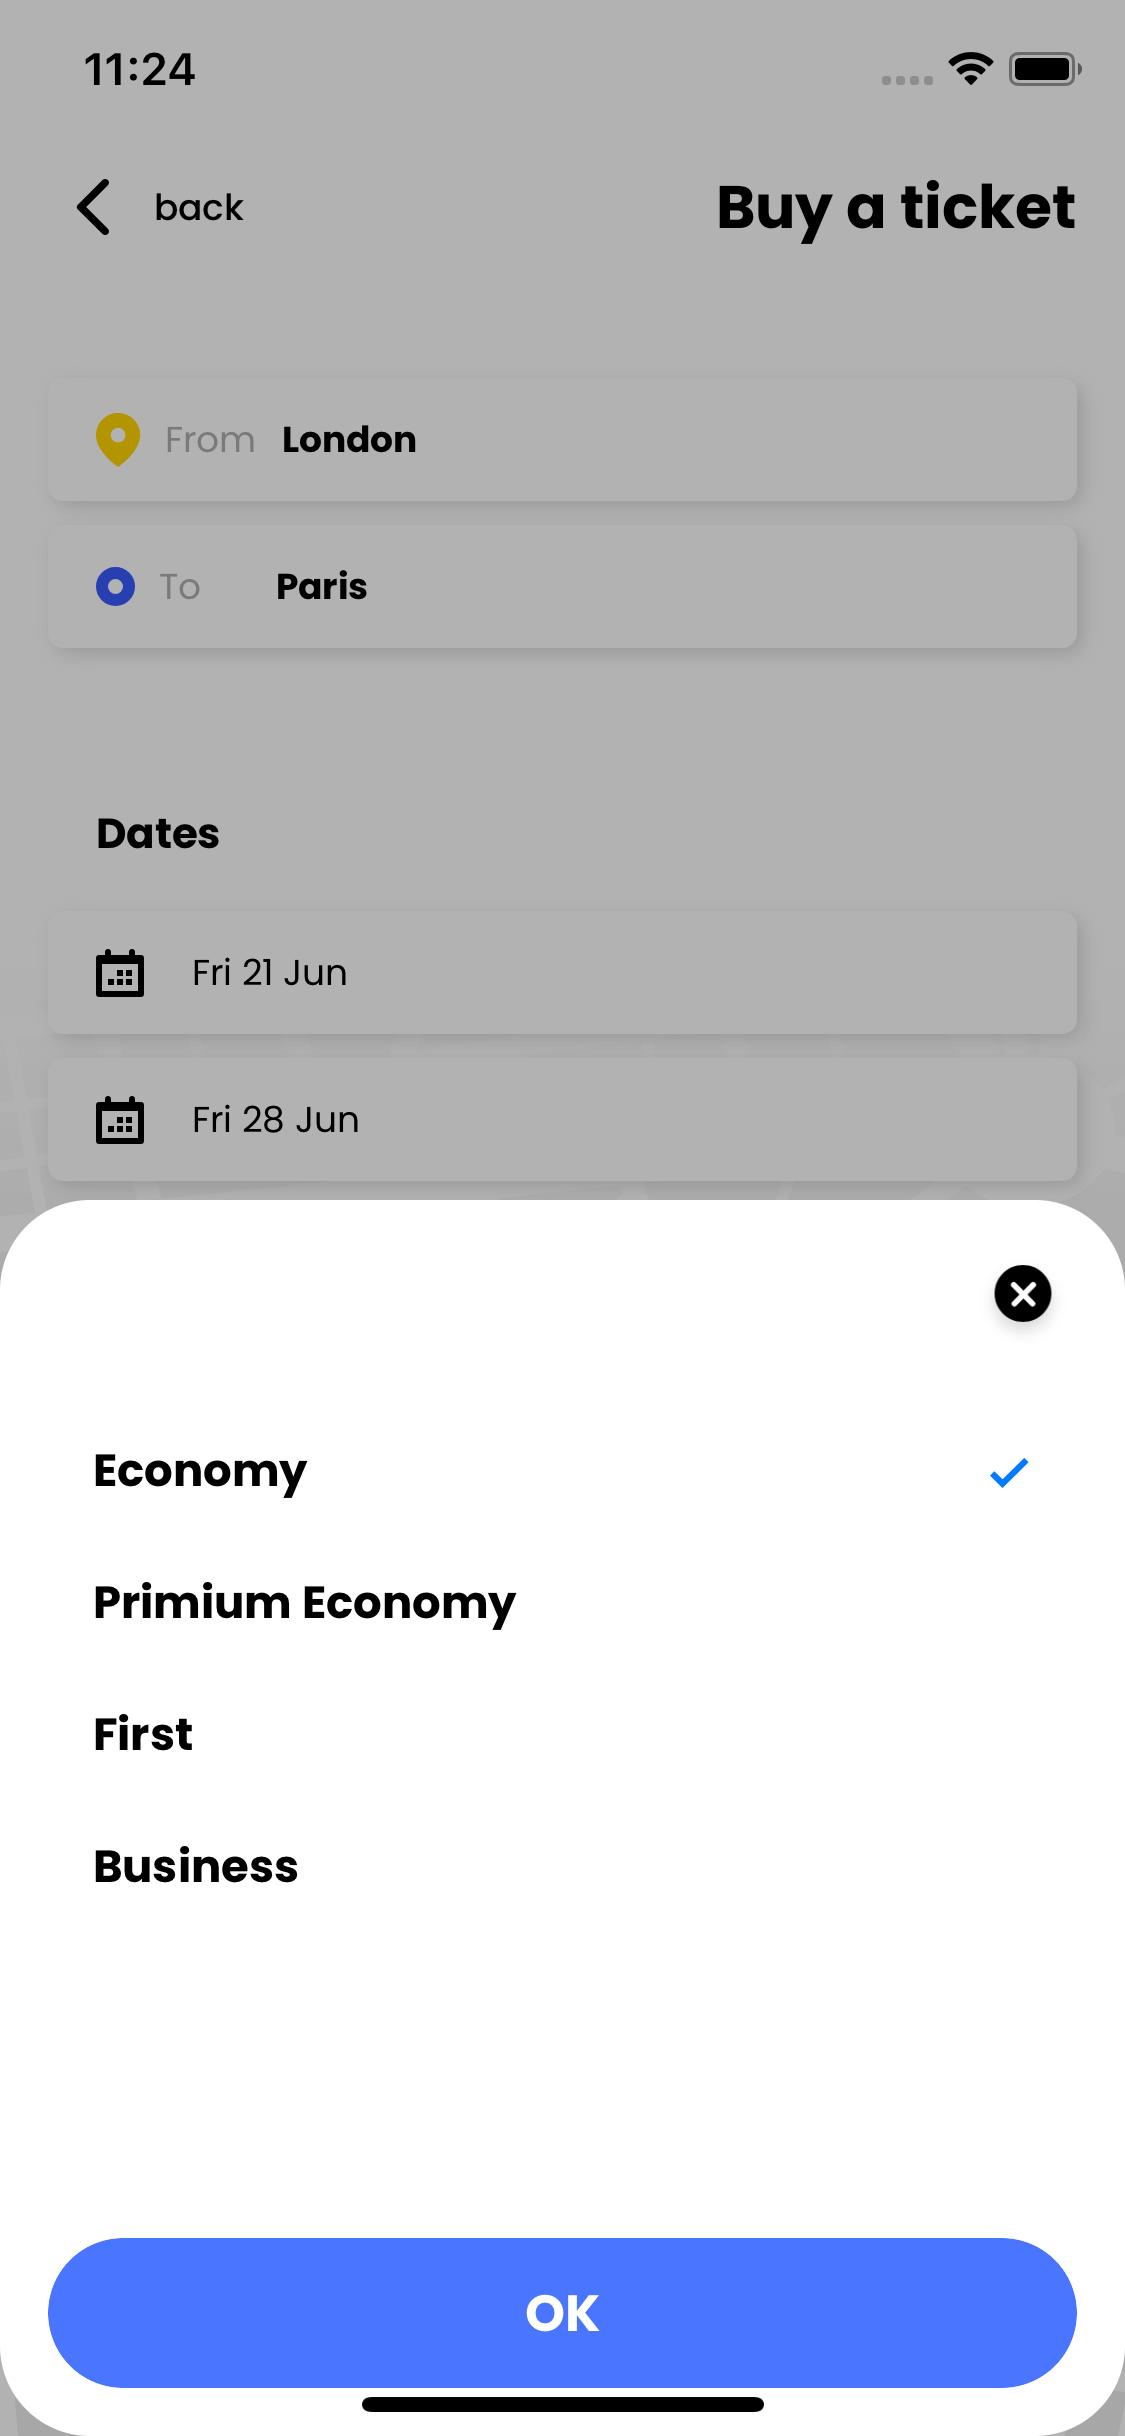 11:24
back
Buy a ticket
From London
To Paris
Dates
Fri 21 Jun
Fri 28 Jun
Economy
Primium Economy
First
Business
OK